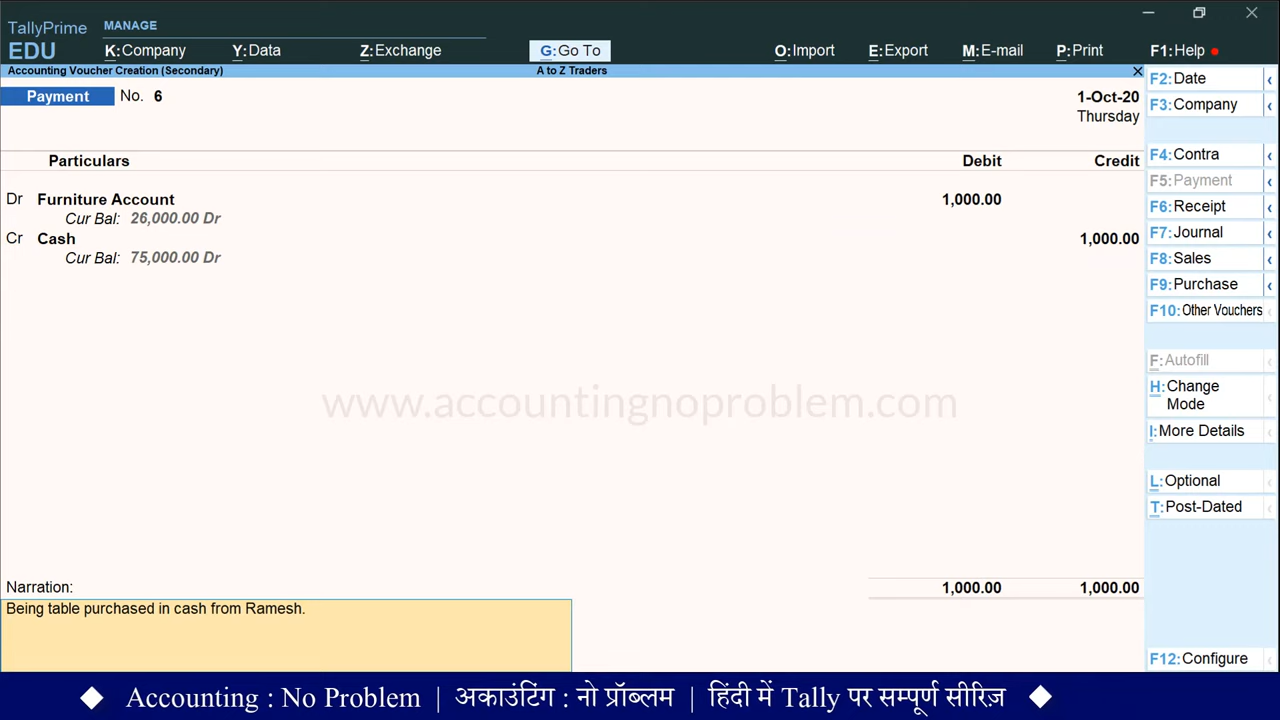 TallyPrime MANAGE
EDU K:Company Y:Data Z:Exchange G:Go To O:Import E:Export M:E-mail P:Print F1:Help
Accounting Voucher Creation (Secondary) A to Z Traders
Payment No. 6 1-Oct-20
Thursday
Particulars Debit Credit
Dr Furniture Account 1,000.00
Cur Bal: 26,000.00 Dr
Cr Cash 1,000.00
Cur Bal: 75,000.00 Dr
www.accountingnoproblem.com
Narration: 1,000.00 1,000.00
Being table purchased in cash from Ramesh.
F2:Date
F3:Company
F4:Contra
F5:Payment
F6:Receipt
F7:Journal
F8:Sales
F9:Purchase
F10:Other Vouchers
F:Autofill
H:Change
Mode
I:More Details
L:Optional
T:Post-Dated
F12:Configure
Accounting : No Problem | अकाउंटिंग : नो प्रॉब्लम | हिंदी में Tally पर सम्पूर्ण सीरिज़